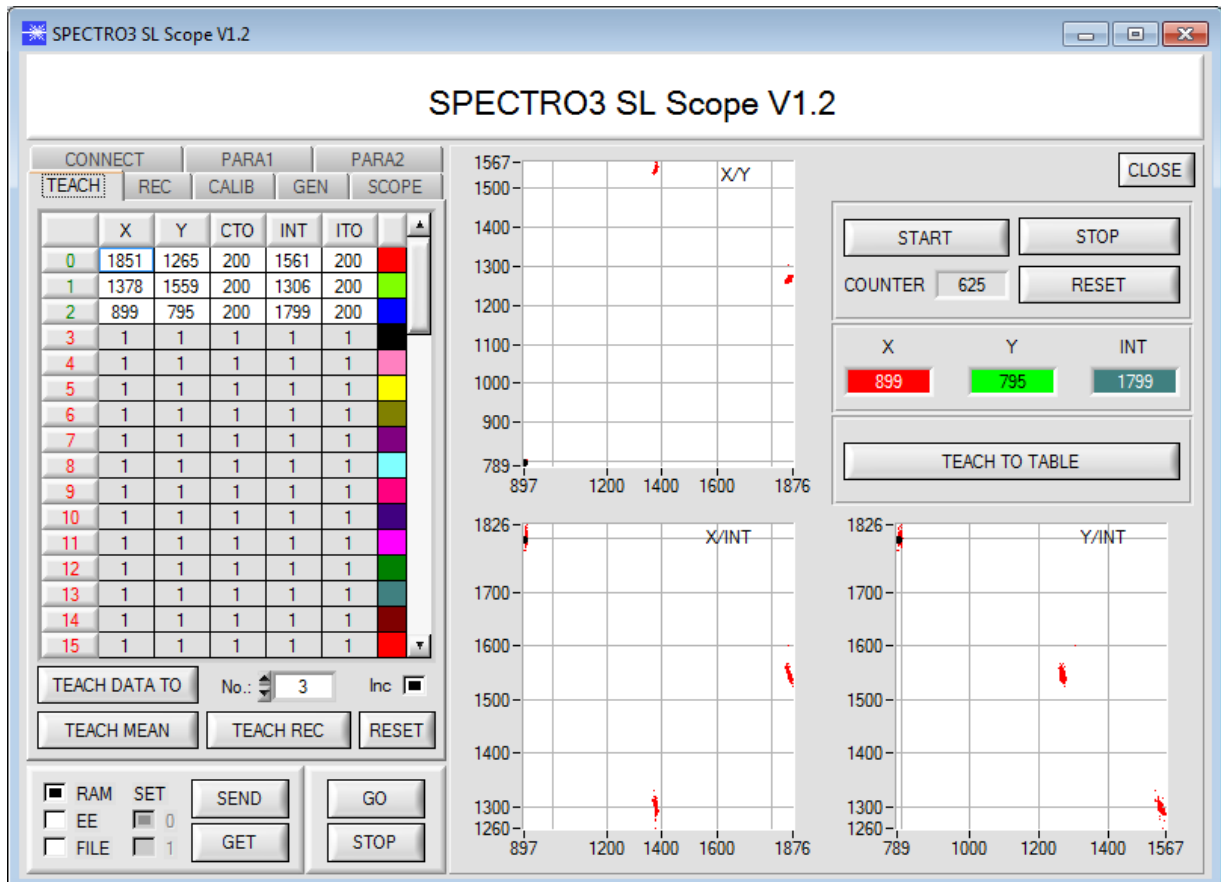 SPECTRO3 SL Scope V1.2
SPECTRO3 SL Scope V1.2
CONNECT PARA1 PARA2
TEACH REC CALIB GEN SCOPE
X Y CTO INT ITO
0 1851 1265 200 1561 200
1 1378 1559 200 1306 200
2 899 795 200 1799 200
3 1 1 1 1 1
4 1 1 1 1 1
5 1 1 1 1 1
6 1 1 1 1 1
7 1 1 1 1 1
8 1 1 1 1 1
9 1 1 1 1 1
10 1 1 1 1 1
11 1 1 1 1 1
12 1 1 1 1 1
13 1 1 1 1 1
14 1 1 1 1 1
15 1 1 1 1 1
TEACH DATA TO No.: 3 Inc
TEACH MEAN TEACH REC RESET
RAM SET SEND GO
EE 0
FILE 1 GET STOP
X/Y
1567
1500
1400
1300
1200
1100
1000
900
789
897 1200 1400 1600 1876
CLOSE
START STOP
COUNTER 625 RESET
X Y INT
899 795 1799
TEACH TO TABLE
X/INT
1826
1700
1600
1500
1400
1300
1260
897 1200 1400 1600 1876
Y/INT
1826
1700
1600
1500
1400
1300
1260
789 1000 1200 1400 1567